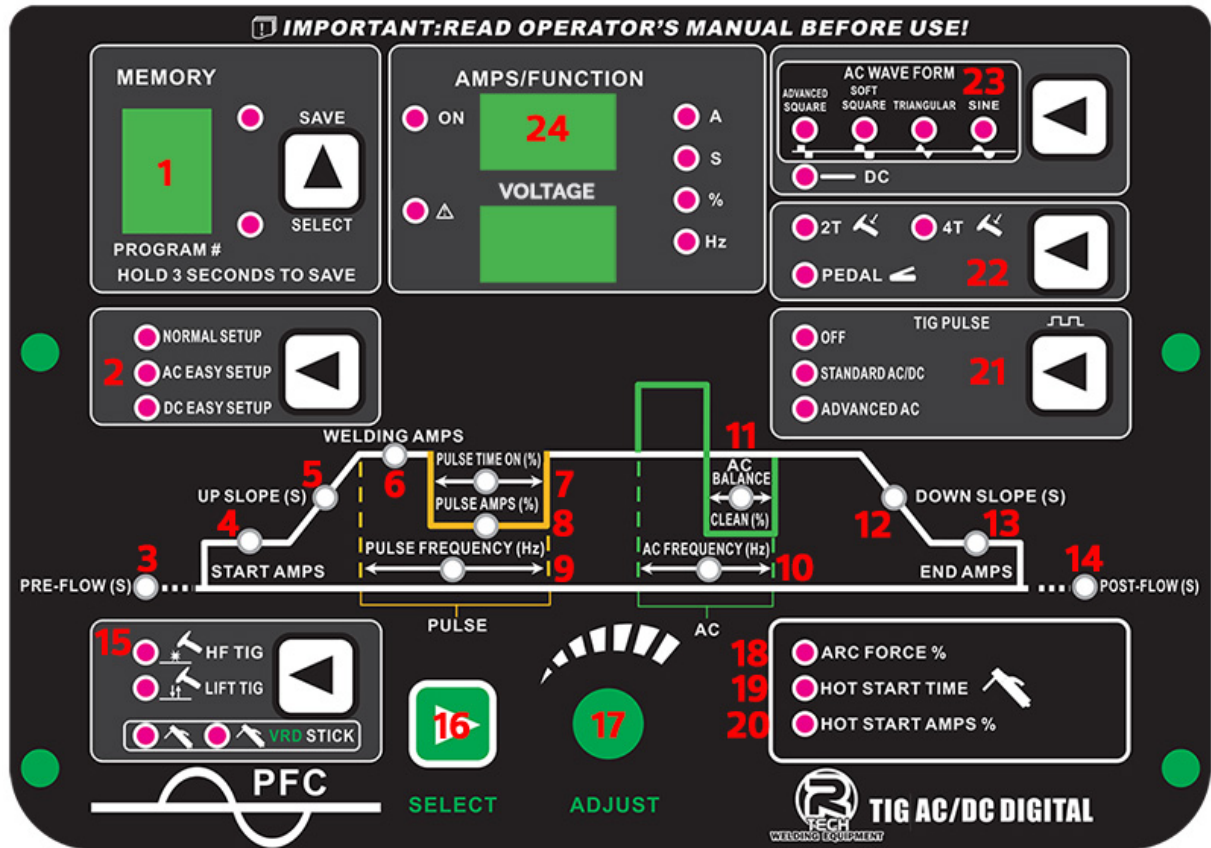 IMPORTANT:READ OPERATOR'S MANUAL BEFORE USE!
MEMORY
1
SAVE
SELECT
PROGRAM #
HOLD 3 SECONDS TO SAVE
AMPS/FUNCTION
ON
24
VOLTAGE
A
S
%
Hz
AC WAVE FORM
23
ADVANCED SQUARE
SOFT SQUARE
TRIANGULAR
SINE
DC
2T
4T
PEDAL
22
2
NORMAL SETUP
AC EASY SETUP
DC EASY SETUP
TIG PULSE
OFF
STANDARD AC/DC
21
ADVANCED AC
WELDING AMPS
6
5
UP SLOPE (S)
4
START AMPS
3
PRE-FLOW (S)
PULSE TIME ON (%)
7
PULSE AMPS (%)
8
PULSE FREQUENCY (Hz)
9
PULSE
11
AC
BALANCE
CLEAN (%)
AC FREQUENCY (Hz)
10
AC
DOWN SLOPE (S)
12
13
END AMPS
14
POST-FLOW (S)
15
HF TIG
LIFT TIG
VRD STICK
PFC
16
SELECT
17
ADJUST
18
ARC FORCE %
19
HOT START TIME
20
HOT START AMPS %
R
TECH
WELDING EQUIPMENT
TIG AC/DC DIGITAL